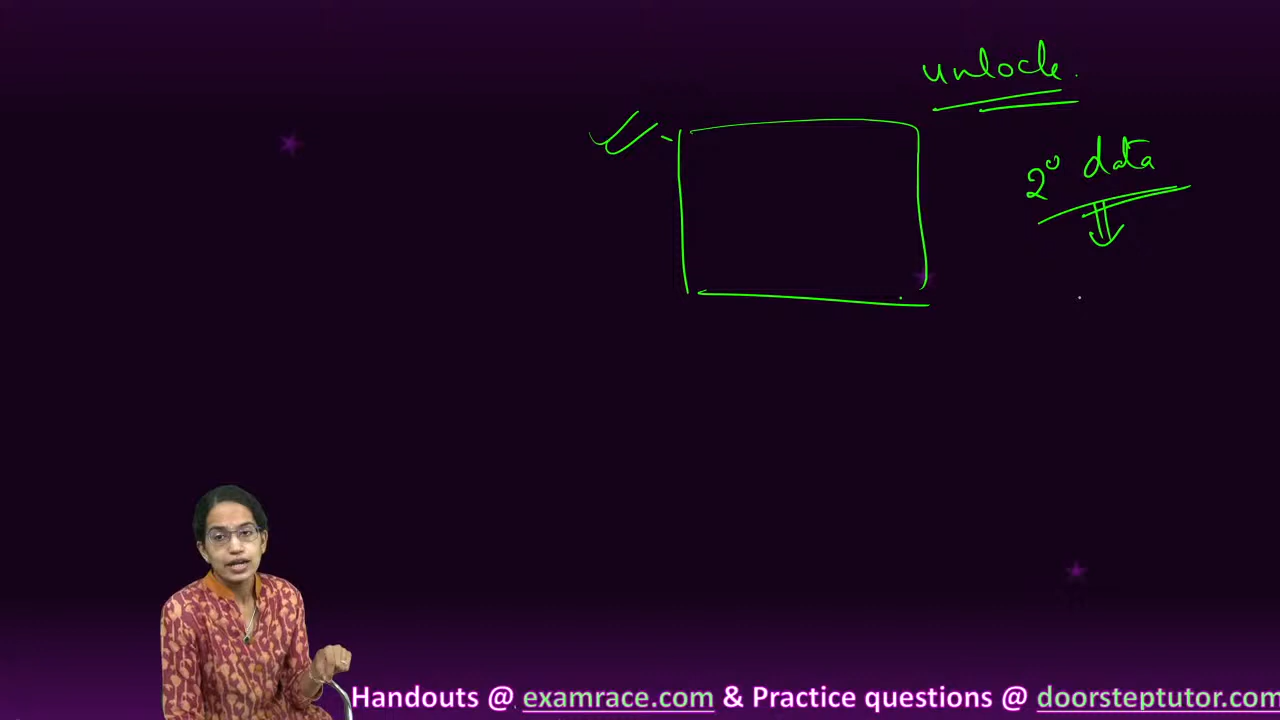 unlock.
2° data
Handouts @ examrace.com & Practice questions @ doorsteptutor.com